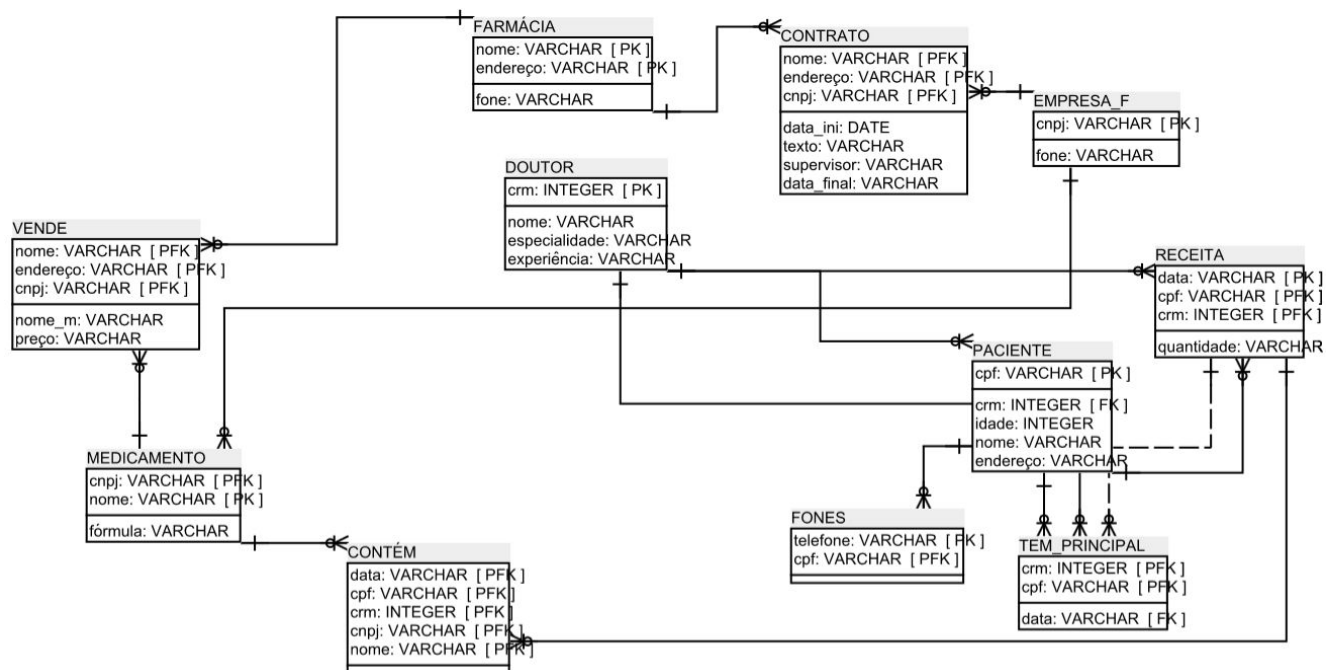 FARMÁCIA
nome: VARCHAR [ PK ]
endereço: VARCHAR [ PK ]
fone: VARCHAR
CONTRATO
nome: VARCHAR [ PFK ]
endereço: VARCHAR [ PFK ]
cnpj: VARCHAR [ PFK ]
data_ini: DATE
texto: VARCHAR
supervisor: VARCHAR
data_final: VARCHAR
EMPRESA_F
cnpj: VARCHAR [ PK ]
fone: VARCHAR
DOUTOR
crm: INTEGER [ PK ]
nome: VARCHAR
especialidade: VARCHAR
experiência: VARCHAR
VENDE
nome: VARCHAR [ PFK ]
endereço: VARCHAR [ PFK ]
cnpj: VARCHAR [ PFK ]
nome_m: VARCHAR
preço: VARCHAR
RECEITA
data: VARCHAR [ PK ]
cpf: VARCHAR [ PFK ]
crm: INTEGER [ PFK ]
quantidade: VARCHAR
PACIENTE
cpf: VARCHAR [ PK ]
crm: INTEGER [ FK ]
idade: INTEGER
nome: VARCHAR
endereço: VARCHAR
MEDICAMENTO
cnpj: VARCHAR [ PFK ]
nome: VARCHAR [ PK ]
fórmula: VARCHAR
FONES
telefone: VARCHAR [ PK ]
cpf: VARCHAR [ PFK ]
TEM_PRINCIPAL
crm: INTEGER [ PFK ]
cpf: VARCHAR [ PFK ]
data: VARCHAR [ FK ]
CONTÉM
data: VARCHAR [ PFK ]
cpf: VARCHAR [ PFK ]
crm: INTEGER [ PFK ]
cnpj: VARCHAR [ PFK ]
nome: VARCHAR [ PFK ]